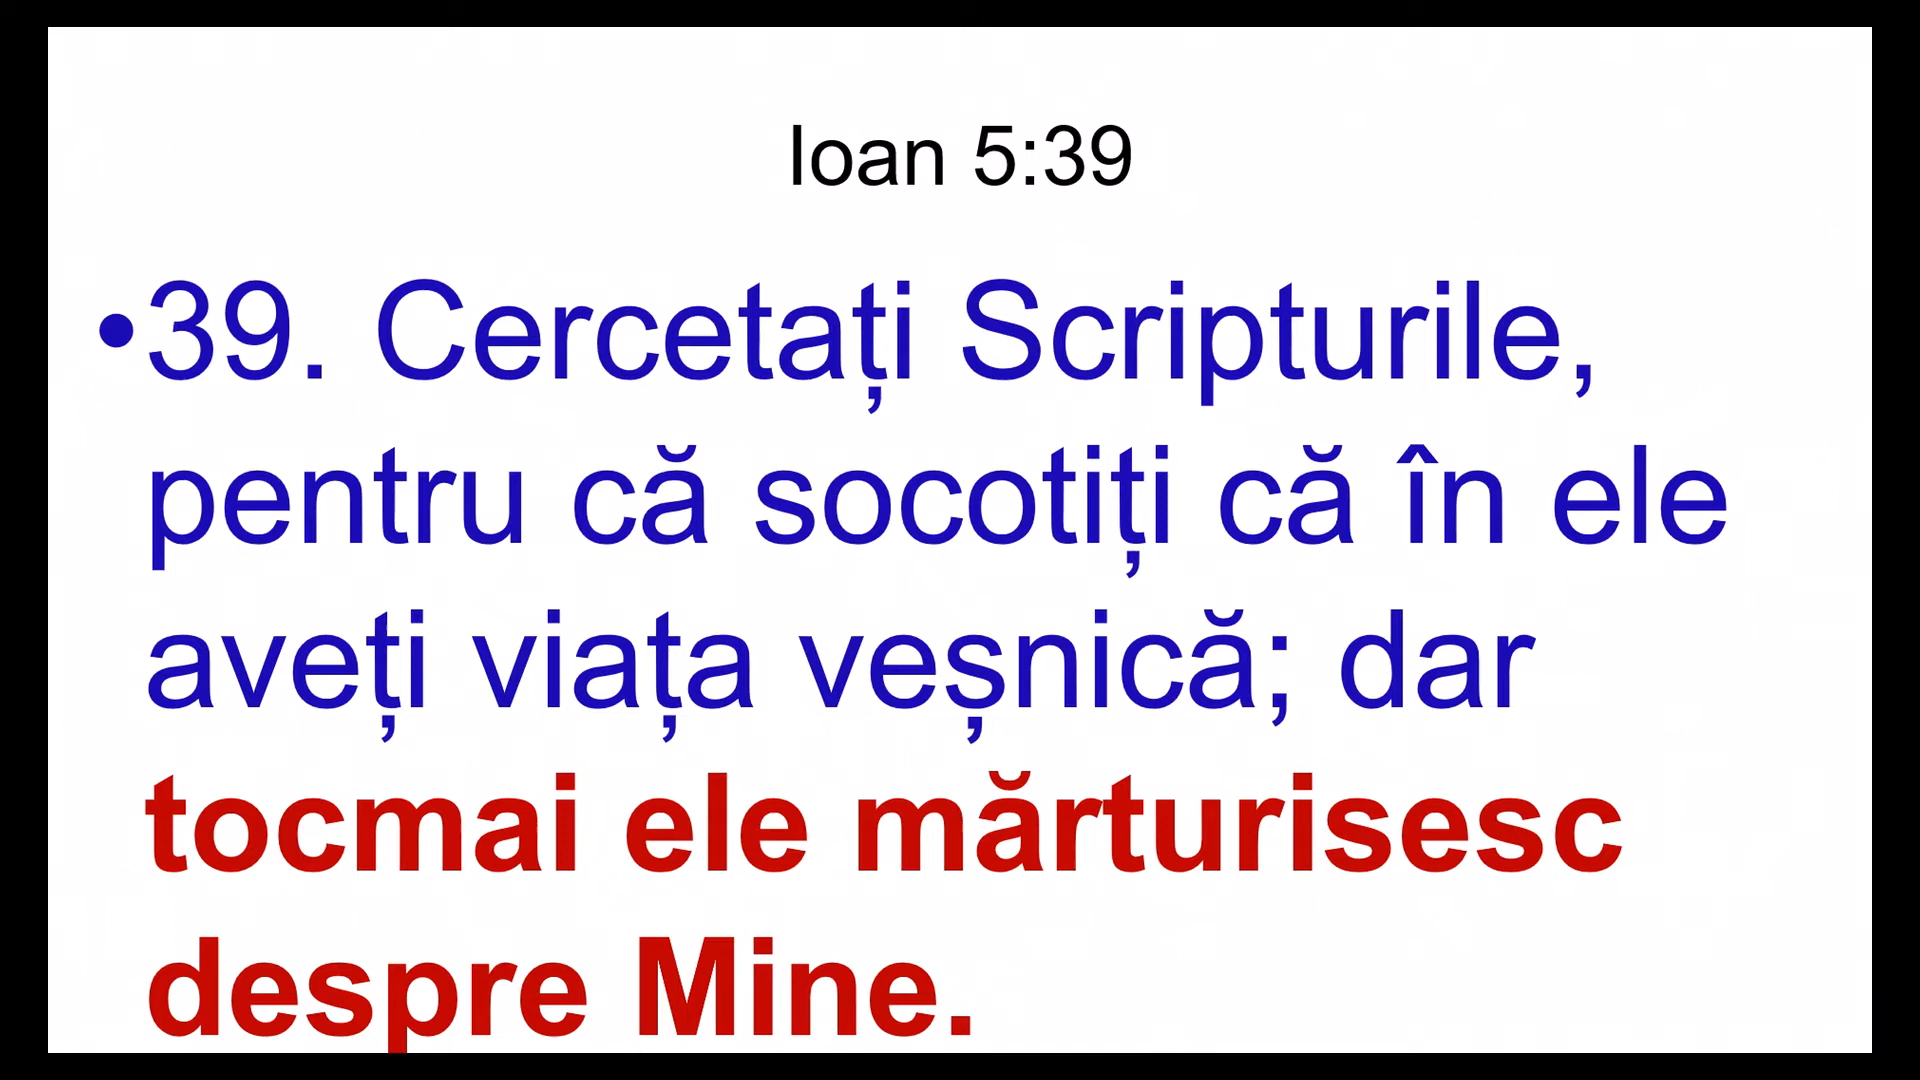 Ioan 5:39
•39. Cercetați Scripturile,
pentru că socotiți că în ele
aveți viața veșnică; dar
tocmai ele mărturisesc
despre Mine.